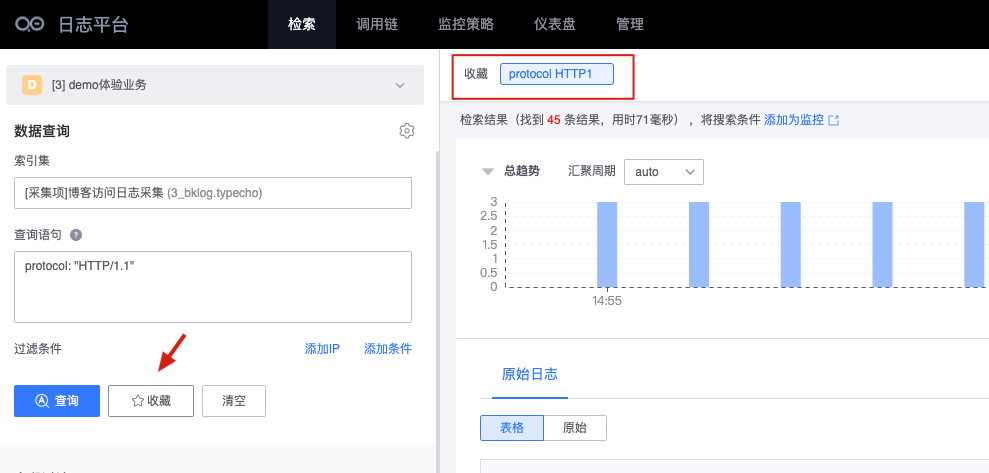 日志平台 检索 调用链 监控策略 仪表盘 管理
D [3] demo体验业务
数据查询
索引集
[采集项]博客访问日志采集 (3_bklog.typecho)
查询语句 ?
protocol: "HTTP/1.1"
过滤条件 添加IP 添加条件
查询 收藏 清空
收藏 protocol HTTP1
检索结果（找到 45 条结果，用时71毫秒），将搜索条件 添加为监控
总趋势 汇聚周期 auto
3
2.5
2
1.5
1
0.5
0
14:55
原始日志
表格 原始